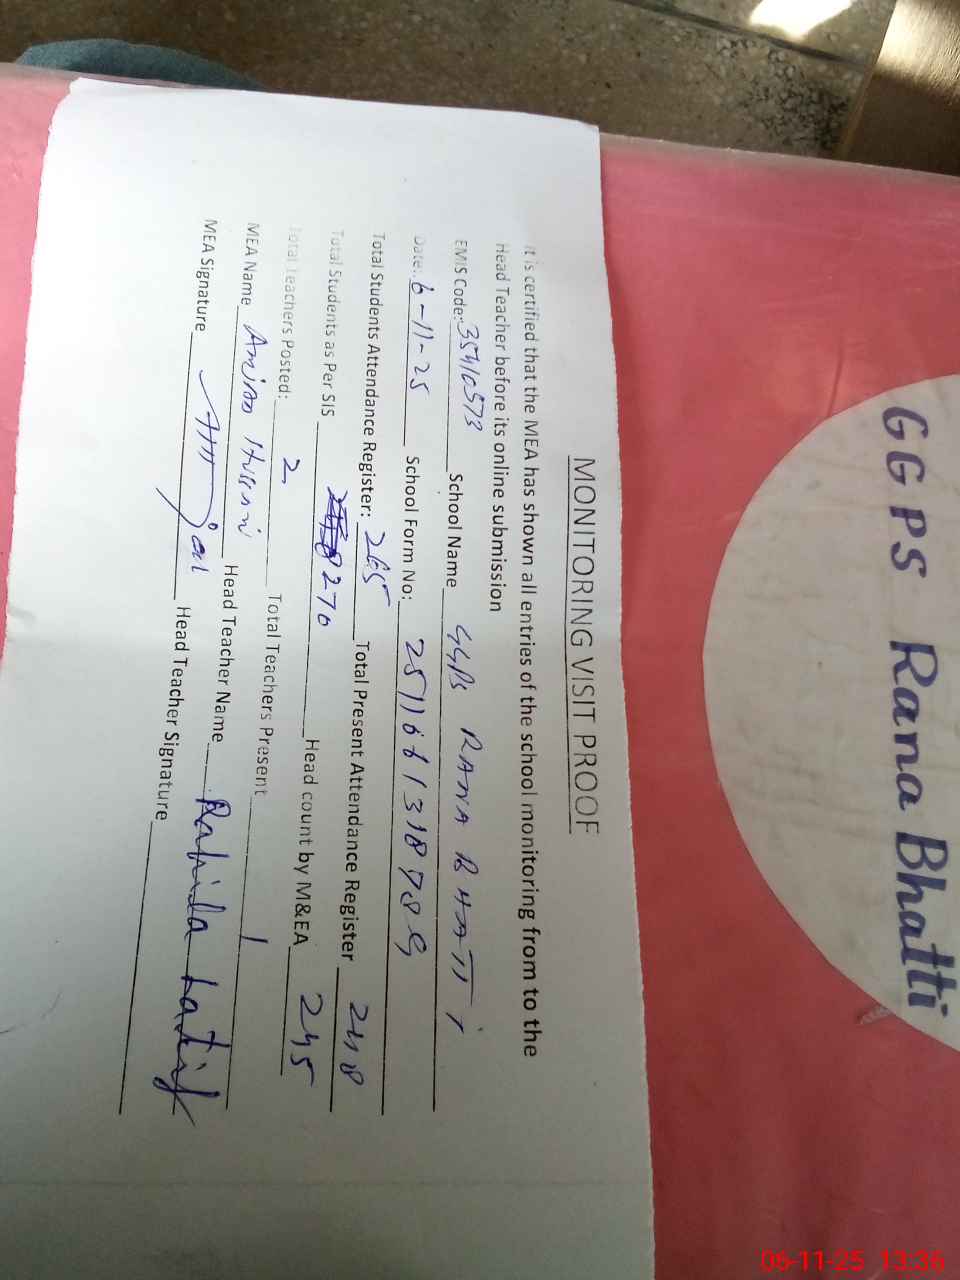 GGPS Rana Bhatti
MONITORING VISIT PROOF
It is certified that the MEA has shown all entries of the school monitoring from to the
Head Teacher before its online submission
EMIS Code: 35410573 School Name GGPS RANA BHATTI
Date: 6-11-25 School Form No: 2511661318789
Total Students Attendance Register: 265 Total Present Attendance Register 248
Total Students as Per SIS 270 Head count by M&EA 245
Total Teachers Posted: 2 Total Teachers Present 1
MEA Name Hussain Head Teacher Name Rahila Latif
MEA Signature Head Teacher Signature
06-11-25 13:36